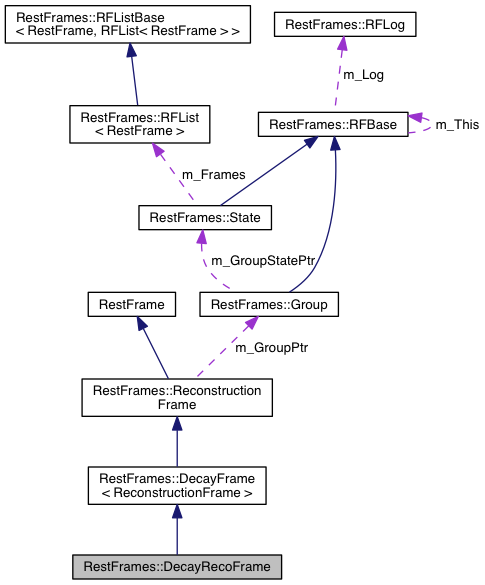 RestFrames::RFListBase
< RestFrame, RFList< RestFrame > >
RestFrames::RFLog
m_Log
RestFrames::RFList
< RestFrame >
RestFrames::RFBase
m_This
m_Frames
RestFrames::State
m_GroupStatePtr
RestFrame
RestFrames::Group
m_GroupPtr
RestFrames::Reconstruction
Frame
RestFrames::DecayFrame
< ReconstructionFrame >
RestFrames::DecayRecoFrame